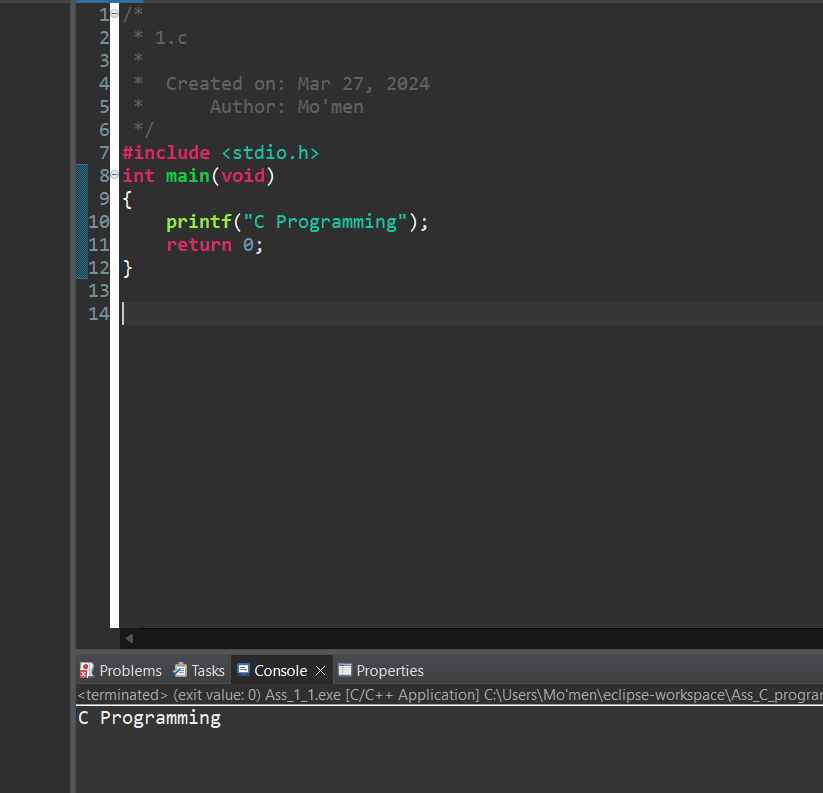 1 /*
2  * 1.c
3  *
4  *  Created on: Mar 27, 2024
5  *      Author: Mo'men
6  */
7 #include <stdio.h>
8 int main(void)
9 {
10     printf("C Programming");
11     return 0;
12 }
13
14
Problems Tasks Console Properties
<terminated> (exit value: 0) Ass_1_1.exe [C/C++ Application] C:\Users\Mo'men\eclipse-workspace\Ass_C_progra
C Programming